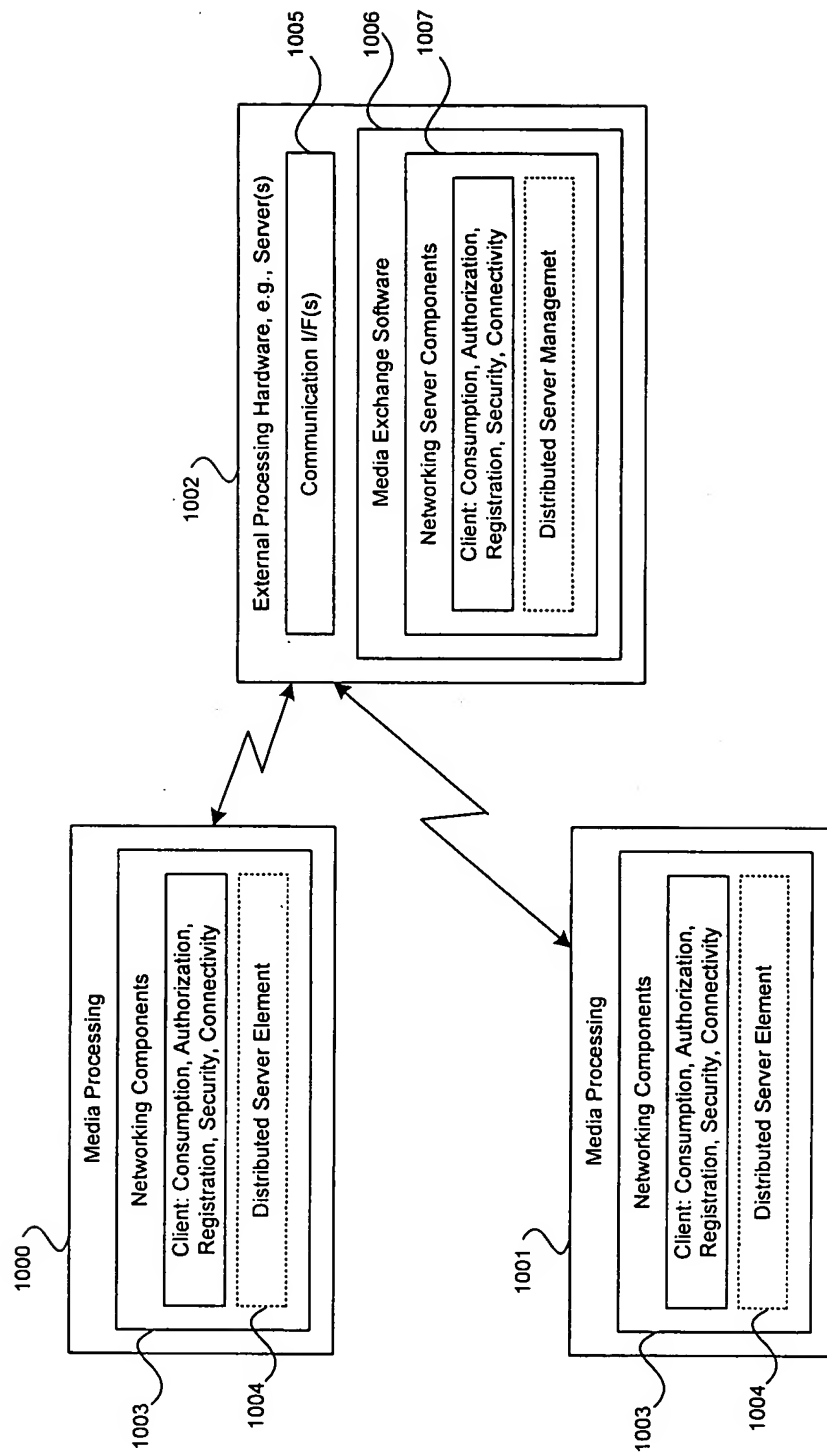 1000
Media Processing
Networking Components
Client: Consumption, Authorization,
Registration, Security, Connectivity
Distributed Server Element
1003
1004
1002
External Processing Hardware, e.g., Server(s)
Communication I/F(s)
Media Exchange Software
Networking Server Components
Client: Consumption, Authorization,
Registration, Security, Connectivity
Distributed Server Managemet
1005
1006
1007
1001
Media Processing
Networking Components
Client: Consumption, Authorization,
Registration, Security, Connectivity
Distributed Server Element
1003
1004